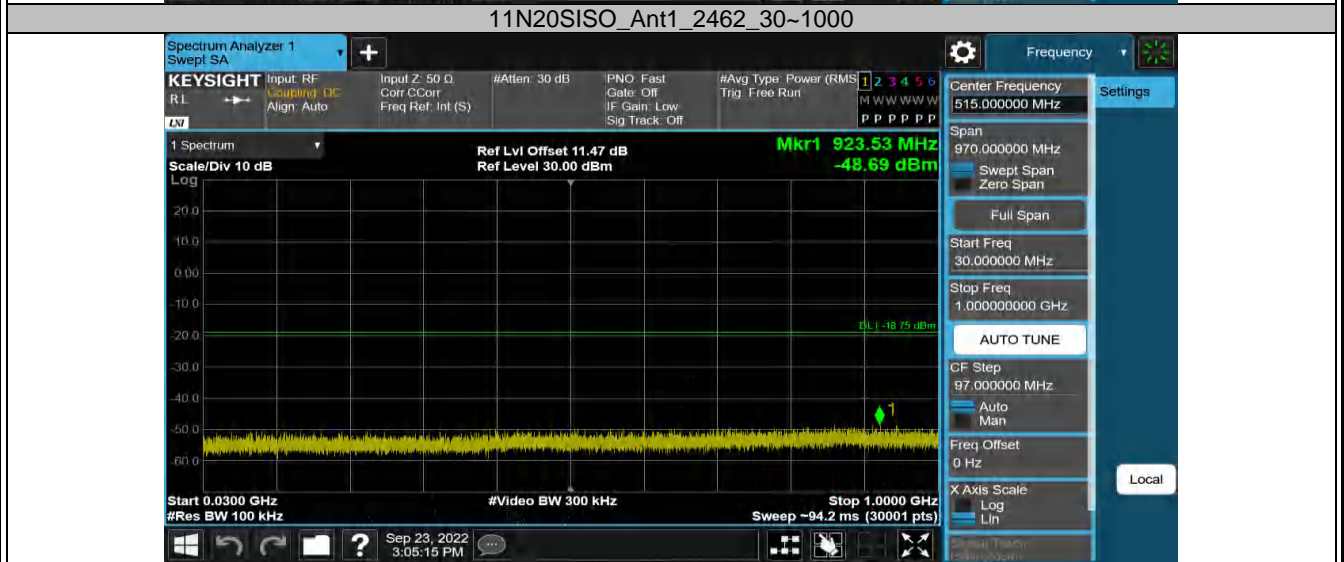 11N20SISO_Ant1_2462_30~1000
Spectrum Analyzer 1
Swept SA
+
Frequency
KEYSIGHT
RL
LXI
Input: RF
Coupling: DC
Align: Auto
Input Z: 50 Ω
Corr CCorr
Freq Ref: Int (S)
#Atten: 30 dB
PNO: Fast
Gate: Off
IF Gain: Low
Sig Track: Off
#Avg Type: Power (RMS
Trig: Free Run
1 2 3 4 5 6
M W W W W W
P P P P P P
1 Spectrum
Scale/Div 10 dB
Log
Ref Lvl Offset 11.47 dB
Ref Level 30.00 dBm
Mkr1 923.53 MHz
-48.69 dBm
20.0
10.0
0.00
-10.0
-20.0
-30.0
-40.0
-50.0
-60.0
DL1 -18.75 dBm
1
Start 0.0300 GHz
#Res BW 100 kHz
#Video BW 300 kHz
Stop 1.0000 GHz
Sweep ~94.2 ms (30001 pts)
Center Frequency
515.000000 MHz
Settings
Span
970.000000 MHz
Swept Span
Zero Span
Full Span
Start Freq
30.000000 MHz
Stop Freq
1.000000000 GHz
AUTO TUNE
CF Step
97.000000 MHz
Auto
Man
Freq Offset
0 Hz
X Axis Scale
Log
Lin
Local
?
Sep 23, 2022
3:05:15 PM